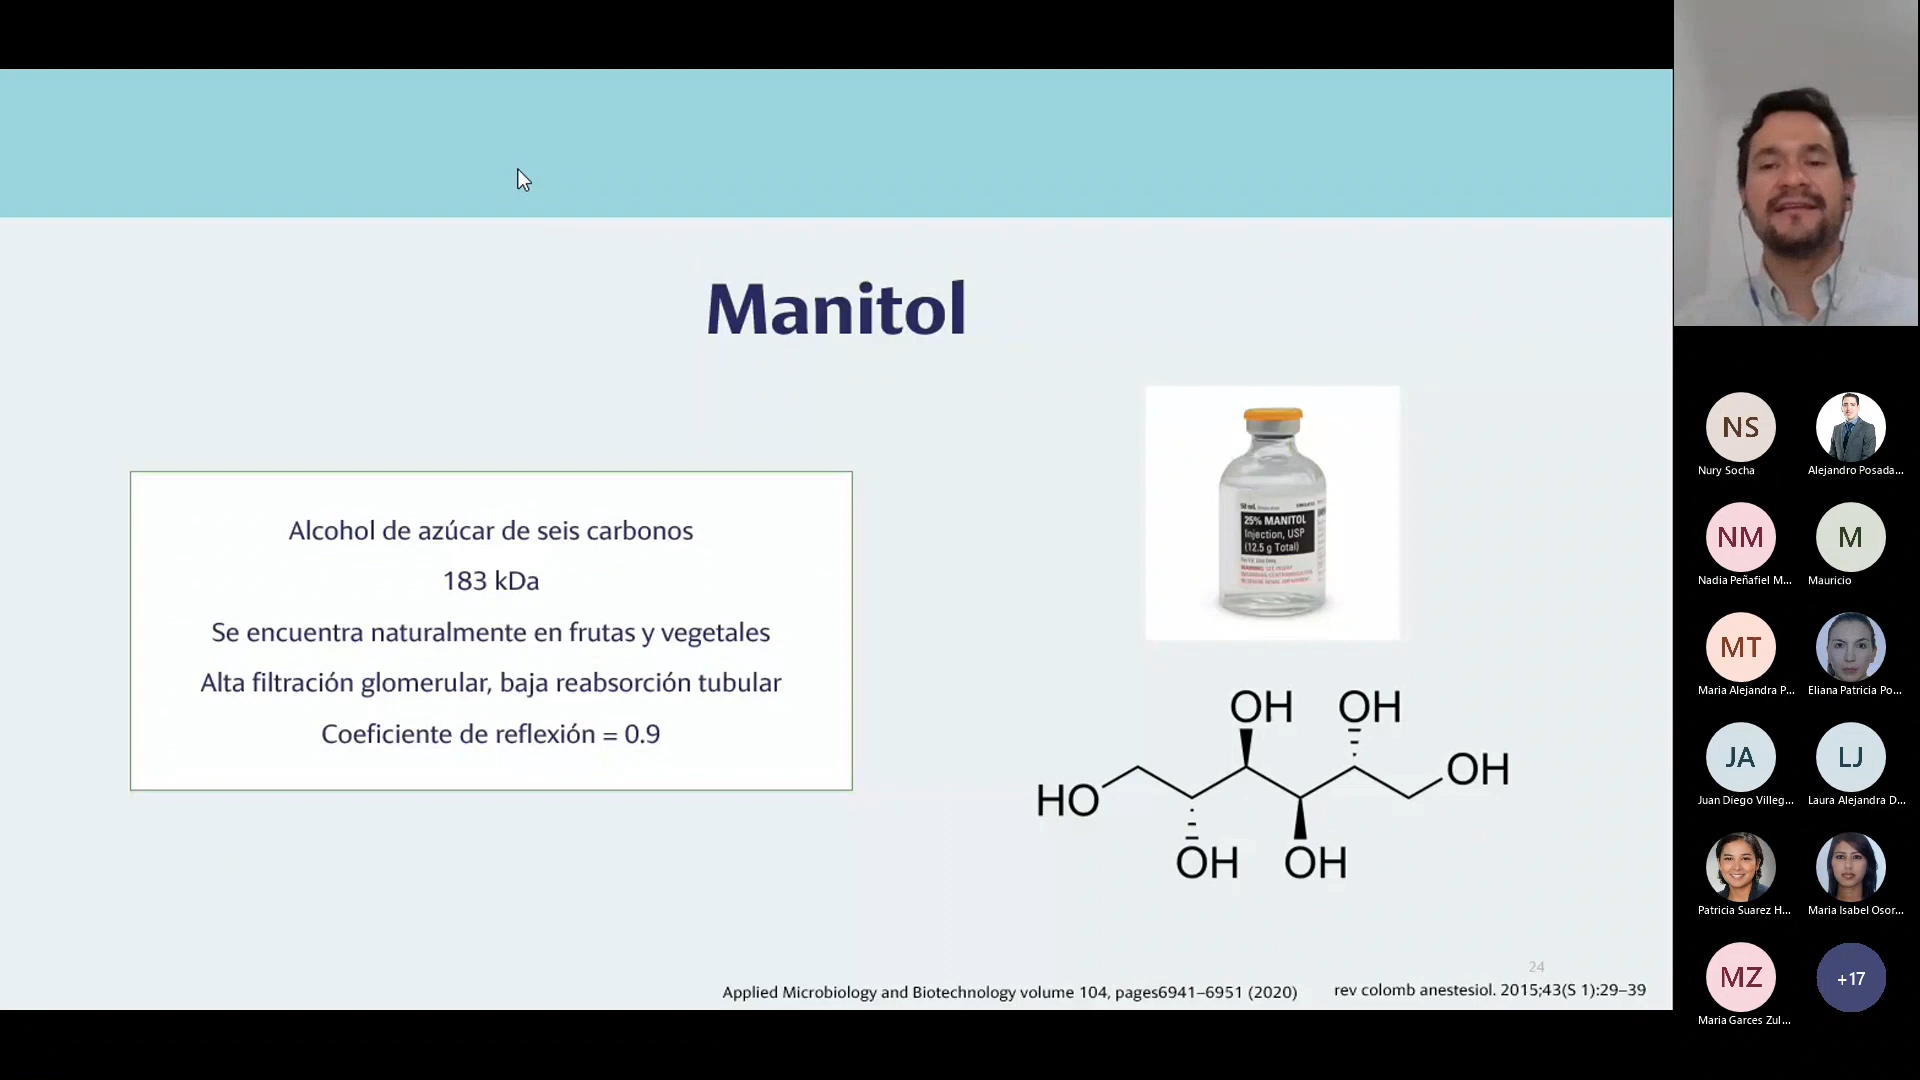 Manitol
Alcohol de azúcar de seis carbonos
183 kDa
Se encuentra naturalmente en frutas y vegetales
Alta filtración glomerular, baja reabsorción tubular
Coeficiente de reflexión = 0.9
50 mL
25% MANITOL
Injection, USP
(12.5 g Total)
OH OH
HO OH
OH OH
24
Applied Microbiology and Biotechnology volume 104, pages6941–6951 (2020)
rev colomb anestesiol. 2015;43(S 1):29–39
NS
Nury Socha
Alejandro Posada...
NM
Nadia Peñafiel M...
M
Mauricio
MT
Maria Alejandra P...
Eliana Patricia Po...
JA
Juan Diego Villeg...
LJ
Laura Alejandra D...
Patricia Suarez H...
Maria Isabel Osor...
MZ
Maria Garces Zul...
+17